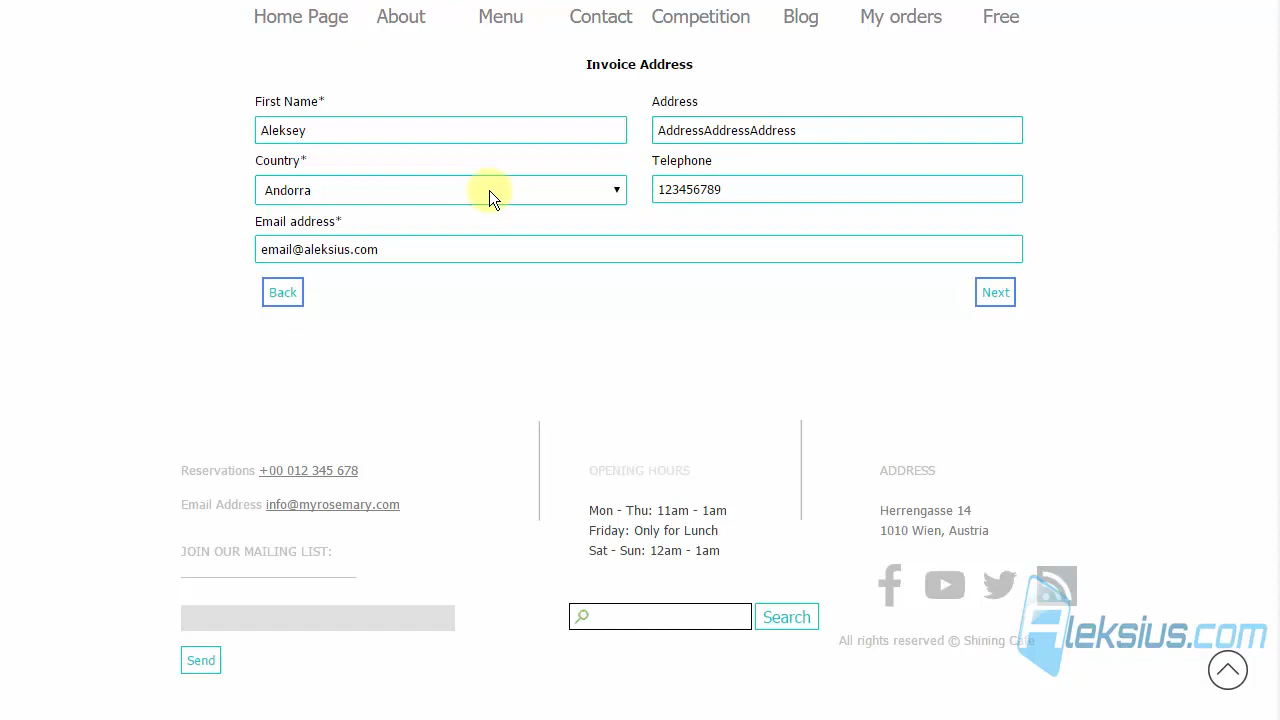 Home Page About Menu Contact Competition Blog My orders Free
Invoice Address
First Name* Address
Aleksey AddressAddressAddress
Country* Telephone
Andorra 123456789
Email address*
email@aleksius.com
Back Next
Reservations +00 012 345 678
Email Address info@myrosemary.com
JOIN OUR MAILING LIST:
Send
OPENING HOURS
Mon - Thu: 11am - 1am
Friday: Only for Lunch
Sat - Sun: 12am - 1am
Search
ADDRESS
Herrengasse 14
1010 Wien, Austria
All rights reserved © Shining Cafe
Aleksius.com